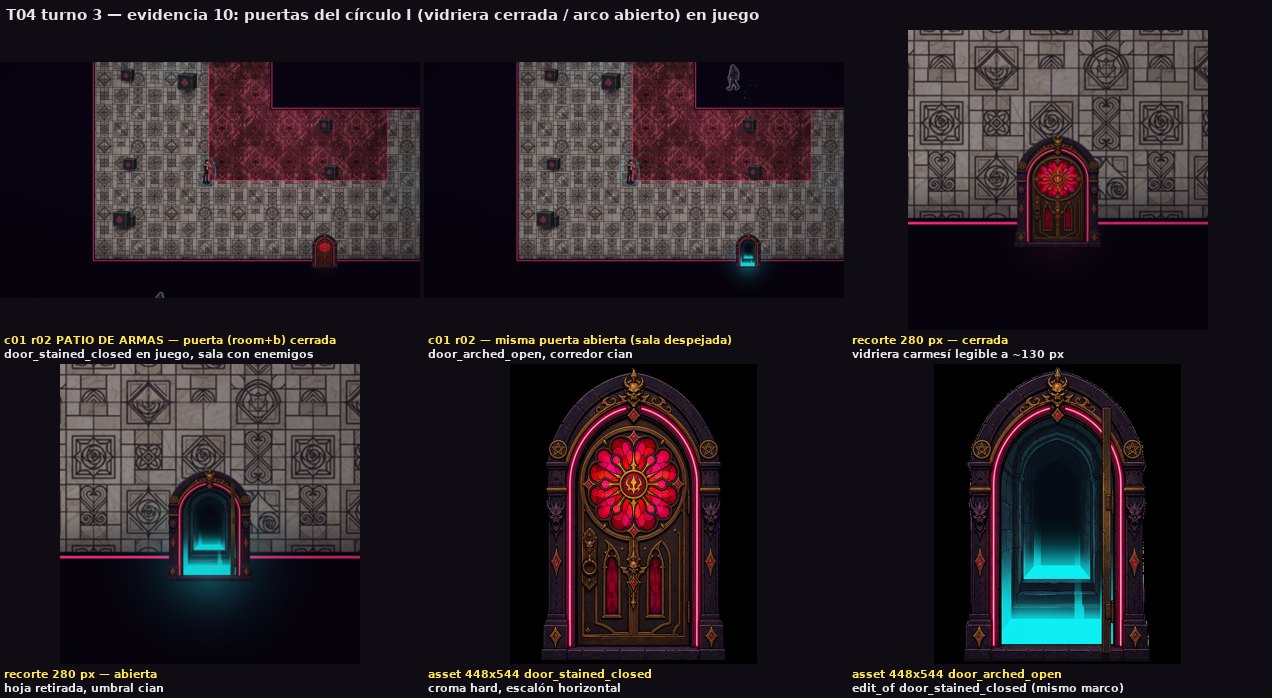 T04 turno 3 — evidencia 10: puertas del círculo I (vidriera cerrada / arco abierto) en juego
c01 r02 PATIO DE ARMAS — puerta (room+b) cerrada
door_stained_closed en juego, sala con enemigos
c01 r02 — misma puerta abierta (sala despejada)
door_arched_open, corredor cian
recorte 280 px — cerrada
vidriera carmesí legible a ~130 px
recorte 280 px — abierta
hoja retirada, umbral cian
asset 448x544 door_stained_closed
croma hard, escalón horizontal
asset 448x544 door_arched_open
edit_of door_stained_closed (mismo marco)